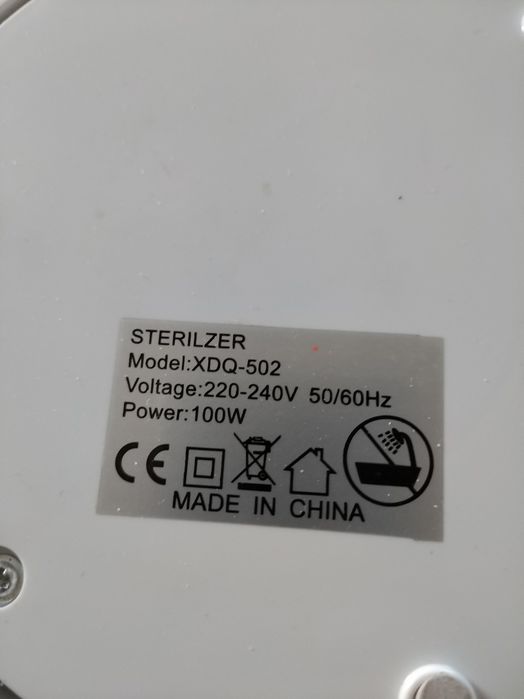 STERILZER
Model:XDQ-502
Voltage:220-240V 50/60Hz
Power:100W
CE
MADE IN CHINA